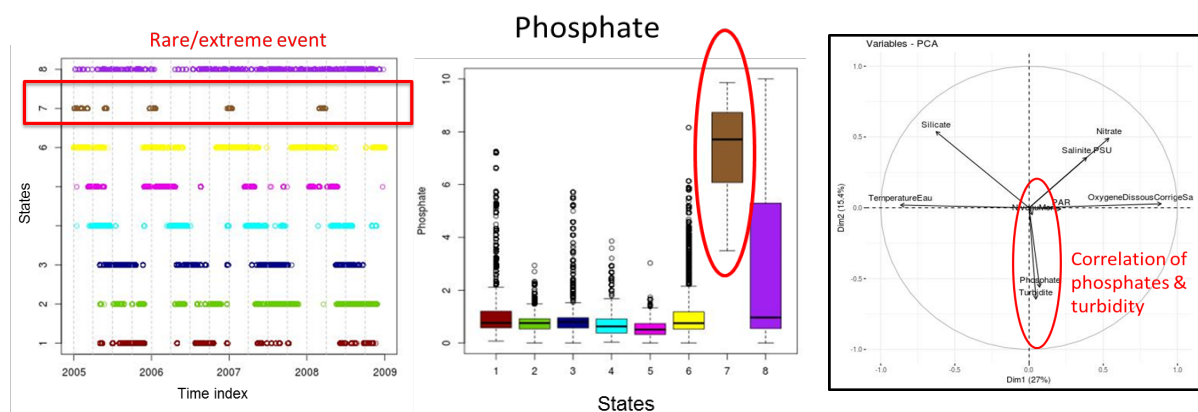 Rare/extreme event
Phosphate
States
8
7
6
5
4
3
2
1
2005 2006 2007 2008 2009
Time index
Phosphate
10
8
6
4
2
0
1 2 3 4 5 6 7 8
States
Variables - PCA
Dim2 (15.4%)
1.0
0.5
0.0
-0.5
-1.0
Silicate
Nitrate
Salinite.PSU
TemperatureEau
PAR
OxygeneDissousCorrigeSa
Phosphate
Turbidite
Correlation of
phosphates &
turbidity
-1.0 -0.5 0.0 0.5 1.0
Dim1 (27%)